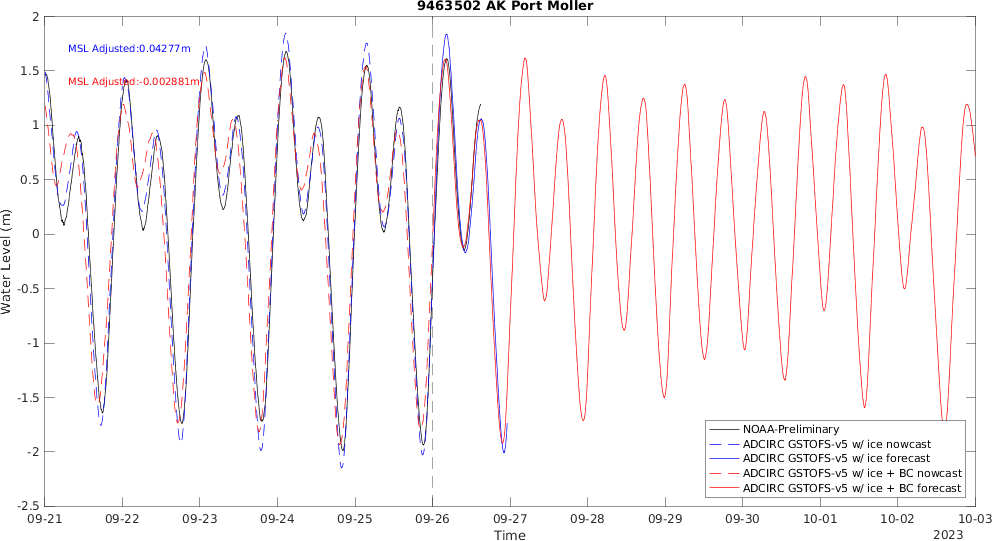 9463502 AK Port Moller
MSL Adjusted:0.04277m
MSL Adjusted:-0.002881m
Water Level (m)
2
1.5
1
0.5
0
-0.5
-1
-1.5
-2
-2.5
NOAA-Preliminary
ADCIRC GSTOFS-v5 w/ ice nowcast
ADCIRC GSTOFS-v5 w/ ice forecast
ADCIRC GSTOFS-v5 w/ ice + BC nowcast
ADCIRC GSTOFS-v5 w/ ice + BC forecast
09-21 09-22 09-23 09-24 09-25 09-26 09-27 09-28 09-29 09-30 10-01 10-02 10-03
Time
2023